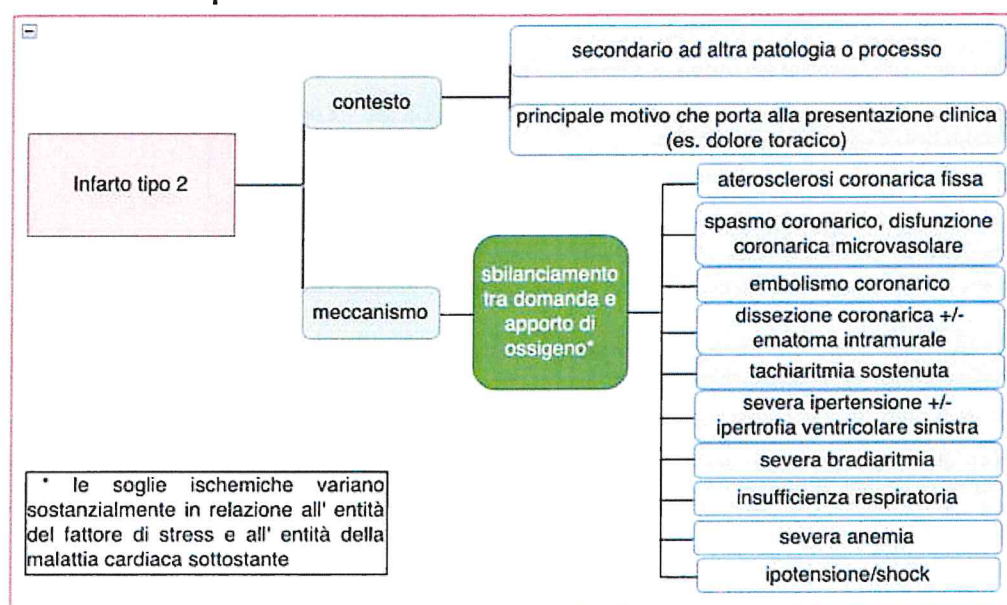 secondario ad altra patologia o processo
contesto
principale motivo che porta alla presentazione clinica
(es. dolore toracico)
Infarto tipo 2
aterosclerosi coronarica fissa
spasmo coronarico, disfunzione
coronarica microvasolare
sbilanciamento
tra domanda e
apporto di
ossigeno*
embolismo coronarico
meccanismo
dissezione coronarica +/-
ematoma intramurale
tachiaritmia sostenuta
severa ipertensione +/-
ipertrofia ventricolare sinistra
severa bradiaritmia
insufficienza respiratoria
severa anemia
ipotensione/shock
* le soglie ischemiche variano
sostanzialmente in relazione all' entità
del fattore di stress e all' entità della
malattia cardiaca sottostante